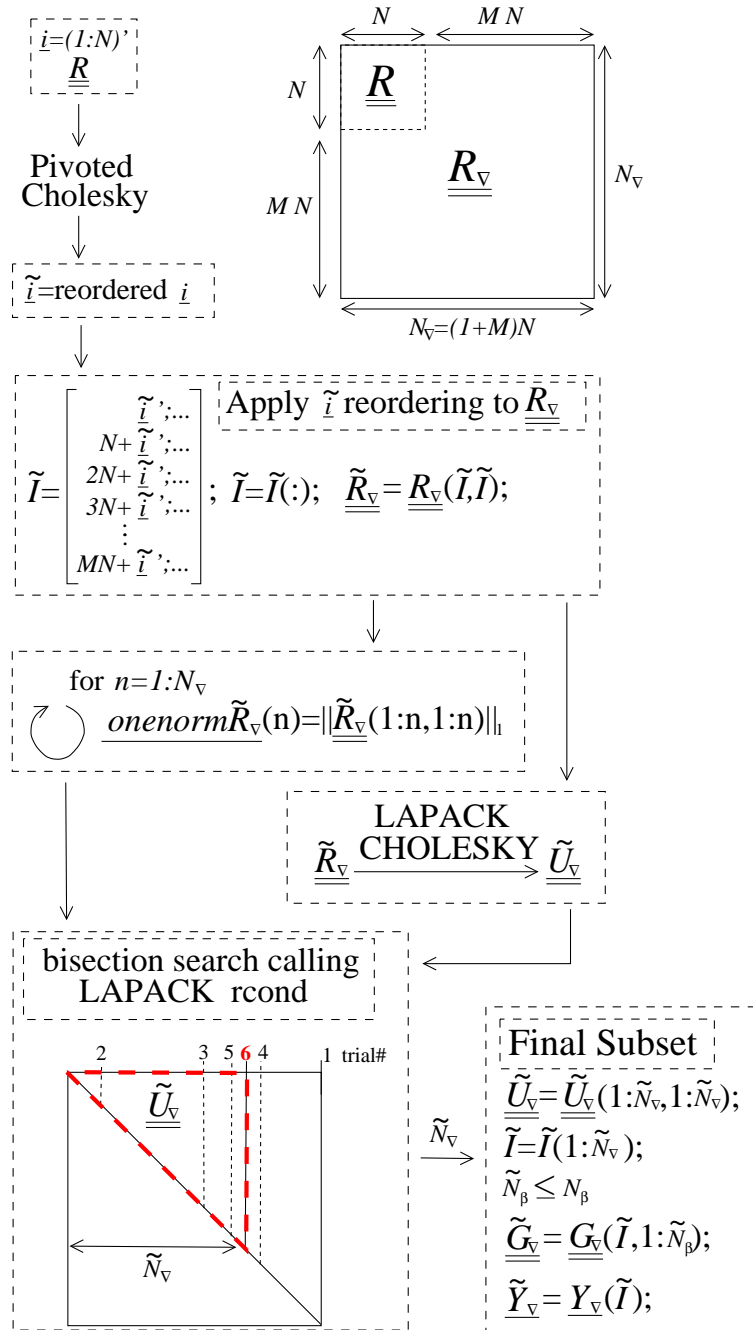 i=(1:N)'
R
Pivoted
Cholesky
ĩ=reordered i
N
M N
N
R
M N
R∇
N∇
N∇=(1+M)N
Apply ĩ reordering to R∇
Ĩ=
ĩ ';...
N+ ĩ ';...
2N+ ĩ ';...
3N+ ĩ ';...
⋮
MN+ ĩ ';...
; Ĩ=Ĩ(:); R̃∇=R∇(Ĩ,Ĩ);
for n=1:N∇
onenormR̃∇(n)=||R̃∇(1:n,1:n)||₁
LAPACK
CHOLESKY
R̃∇
Ũ∇
bisection search calling
LAPACK rcond
2 3 5 6 4 1 trial#
Ũ∇
Ñ∇
Ñ∇
Final Subset
Ũ∇=Ũ∇(1:Ñ∇,1:Ñ∇);
Ĩ=Ĩ(1:Ñ∇);
Ñβ ≤ Nβ
G̃∇=G∇(Ĩ,1:Ñβ);
Ỹ∇=Y∇(Ĩ);